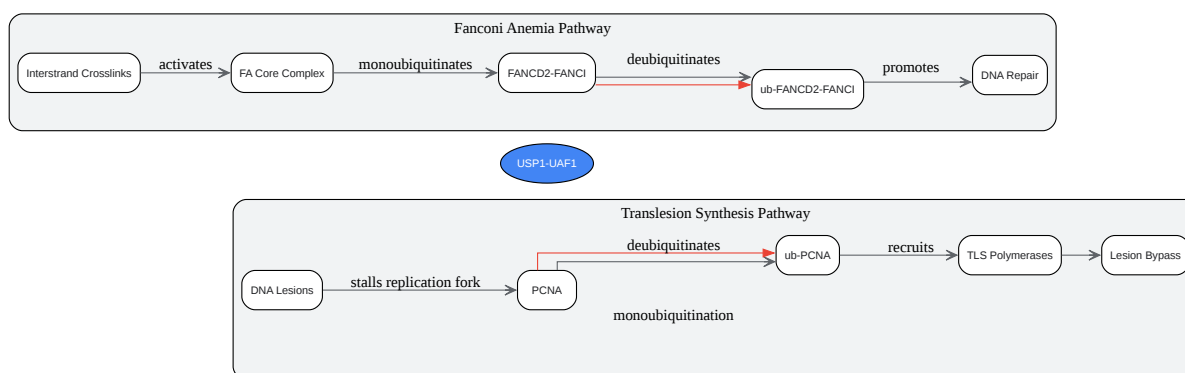 Fanconi Anemia Pathway
Interstrand Crosslinks
activates
FA Core Complex
monoubiquitinates
FANCD2-FANCI
deubiquitinates
ub-FANCD2-FANCI
promotes
DNA Repair
USP1-UAF1
Translesion Synthesis Pathway
DNA Lesions
stalls replication fork
PCNA
deubiquitinates
monoubiquitination
ub-PCNA
recruits
TLS Polymerases
Lesion Bypass